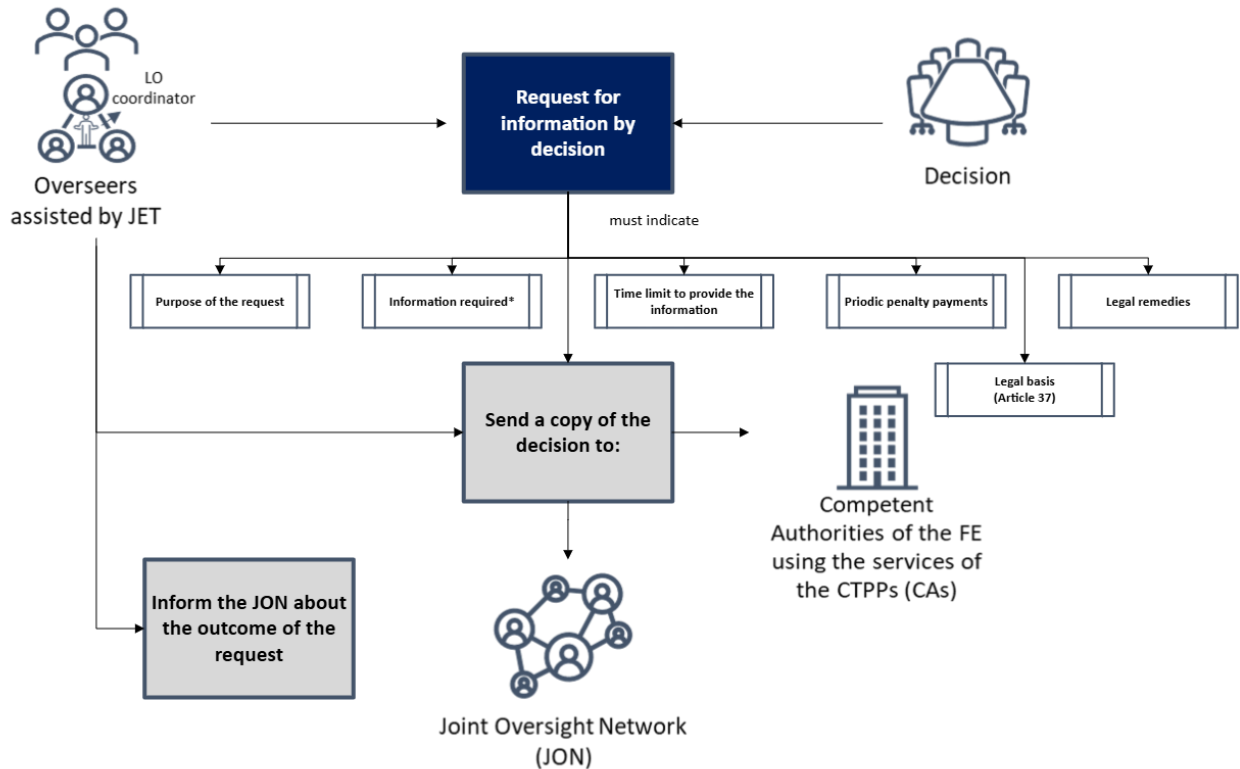 LO
coordinator
Overseers
assisted by JET
Request for
information by
decision
Decision
must indicate
Purpose of the request
Information required*
Time limit to provide the
information
Priodic penalty payments
Legal remedies
Legal basis
(Article 37)
Send a copy of the
decision to:
Competent
Authorities of the FE
using the services of
the CTPPs (CAs)
Inform the JON about
the outcome of the
request
Joint Oversight Network
(JON)